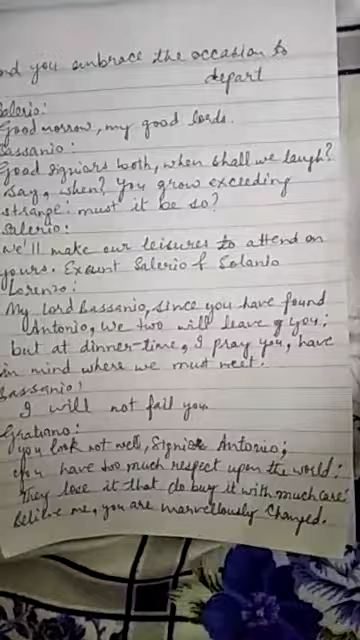 nd you embrace the occasion to
depart
Salerio:
Good morrow, my good lords.
Bassanio:
Good signiors both, when shall we laugh?
Say, when? You grow exceeding
strange: must it be so?
Salerio:
We'll make our leisures to attend on
yours. Exeunt Salerio & Solanio
Lorenzo:
My Lord Bassanio, since you have found
Antonio, we two will leave you;
but at dinner-time, I pray you, have
in mind where we must meet.
Bassanio:
I will not fail you
Gratiano:
You look not well, Signior Antonio;
You have too much respect upon the world:
They lose it that do buy it with much care:
Believe me, you are marvellously changed.